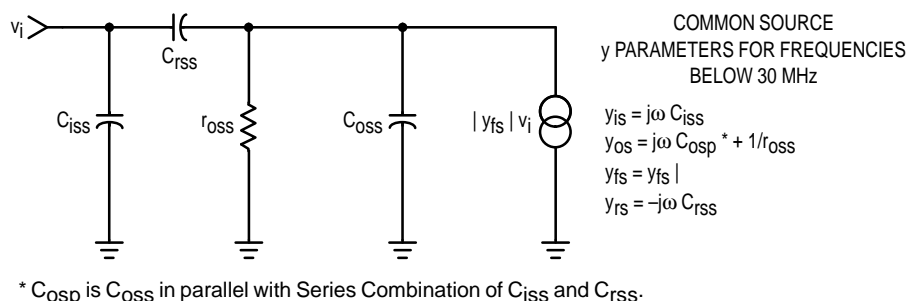 vi
Crss
Ciss
ross
Coss
| yfs | vi
COMMON SOURCE
y PARAMETERS FOR FREQUENCIES
BELOW 30 MHz
yis = jω Ciss
yos = jω Cosp * + 1/ross
yfs = yfs |
yrs = –jω Crss
* Cosp is Coss in parallel with Series Combination of Ciss and Crss.